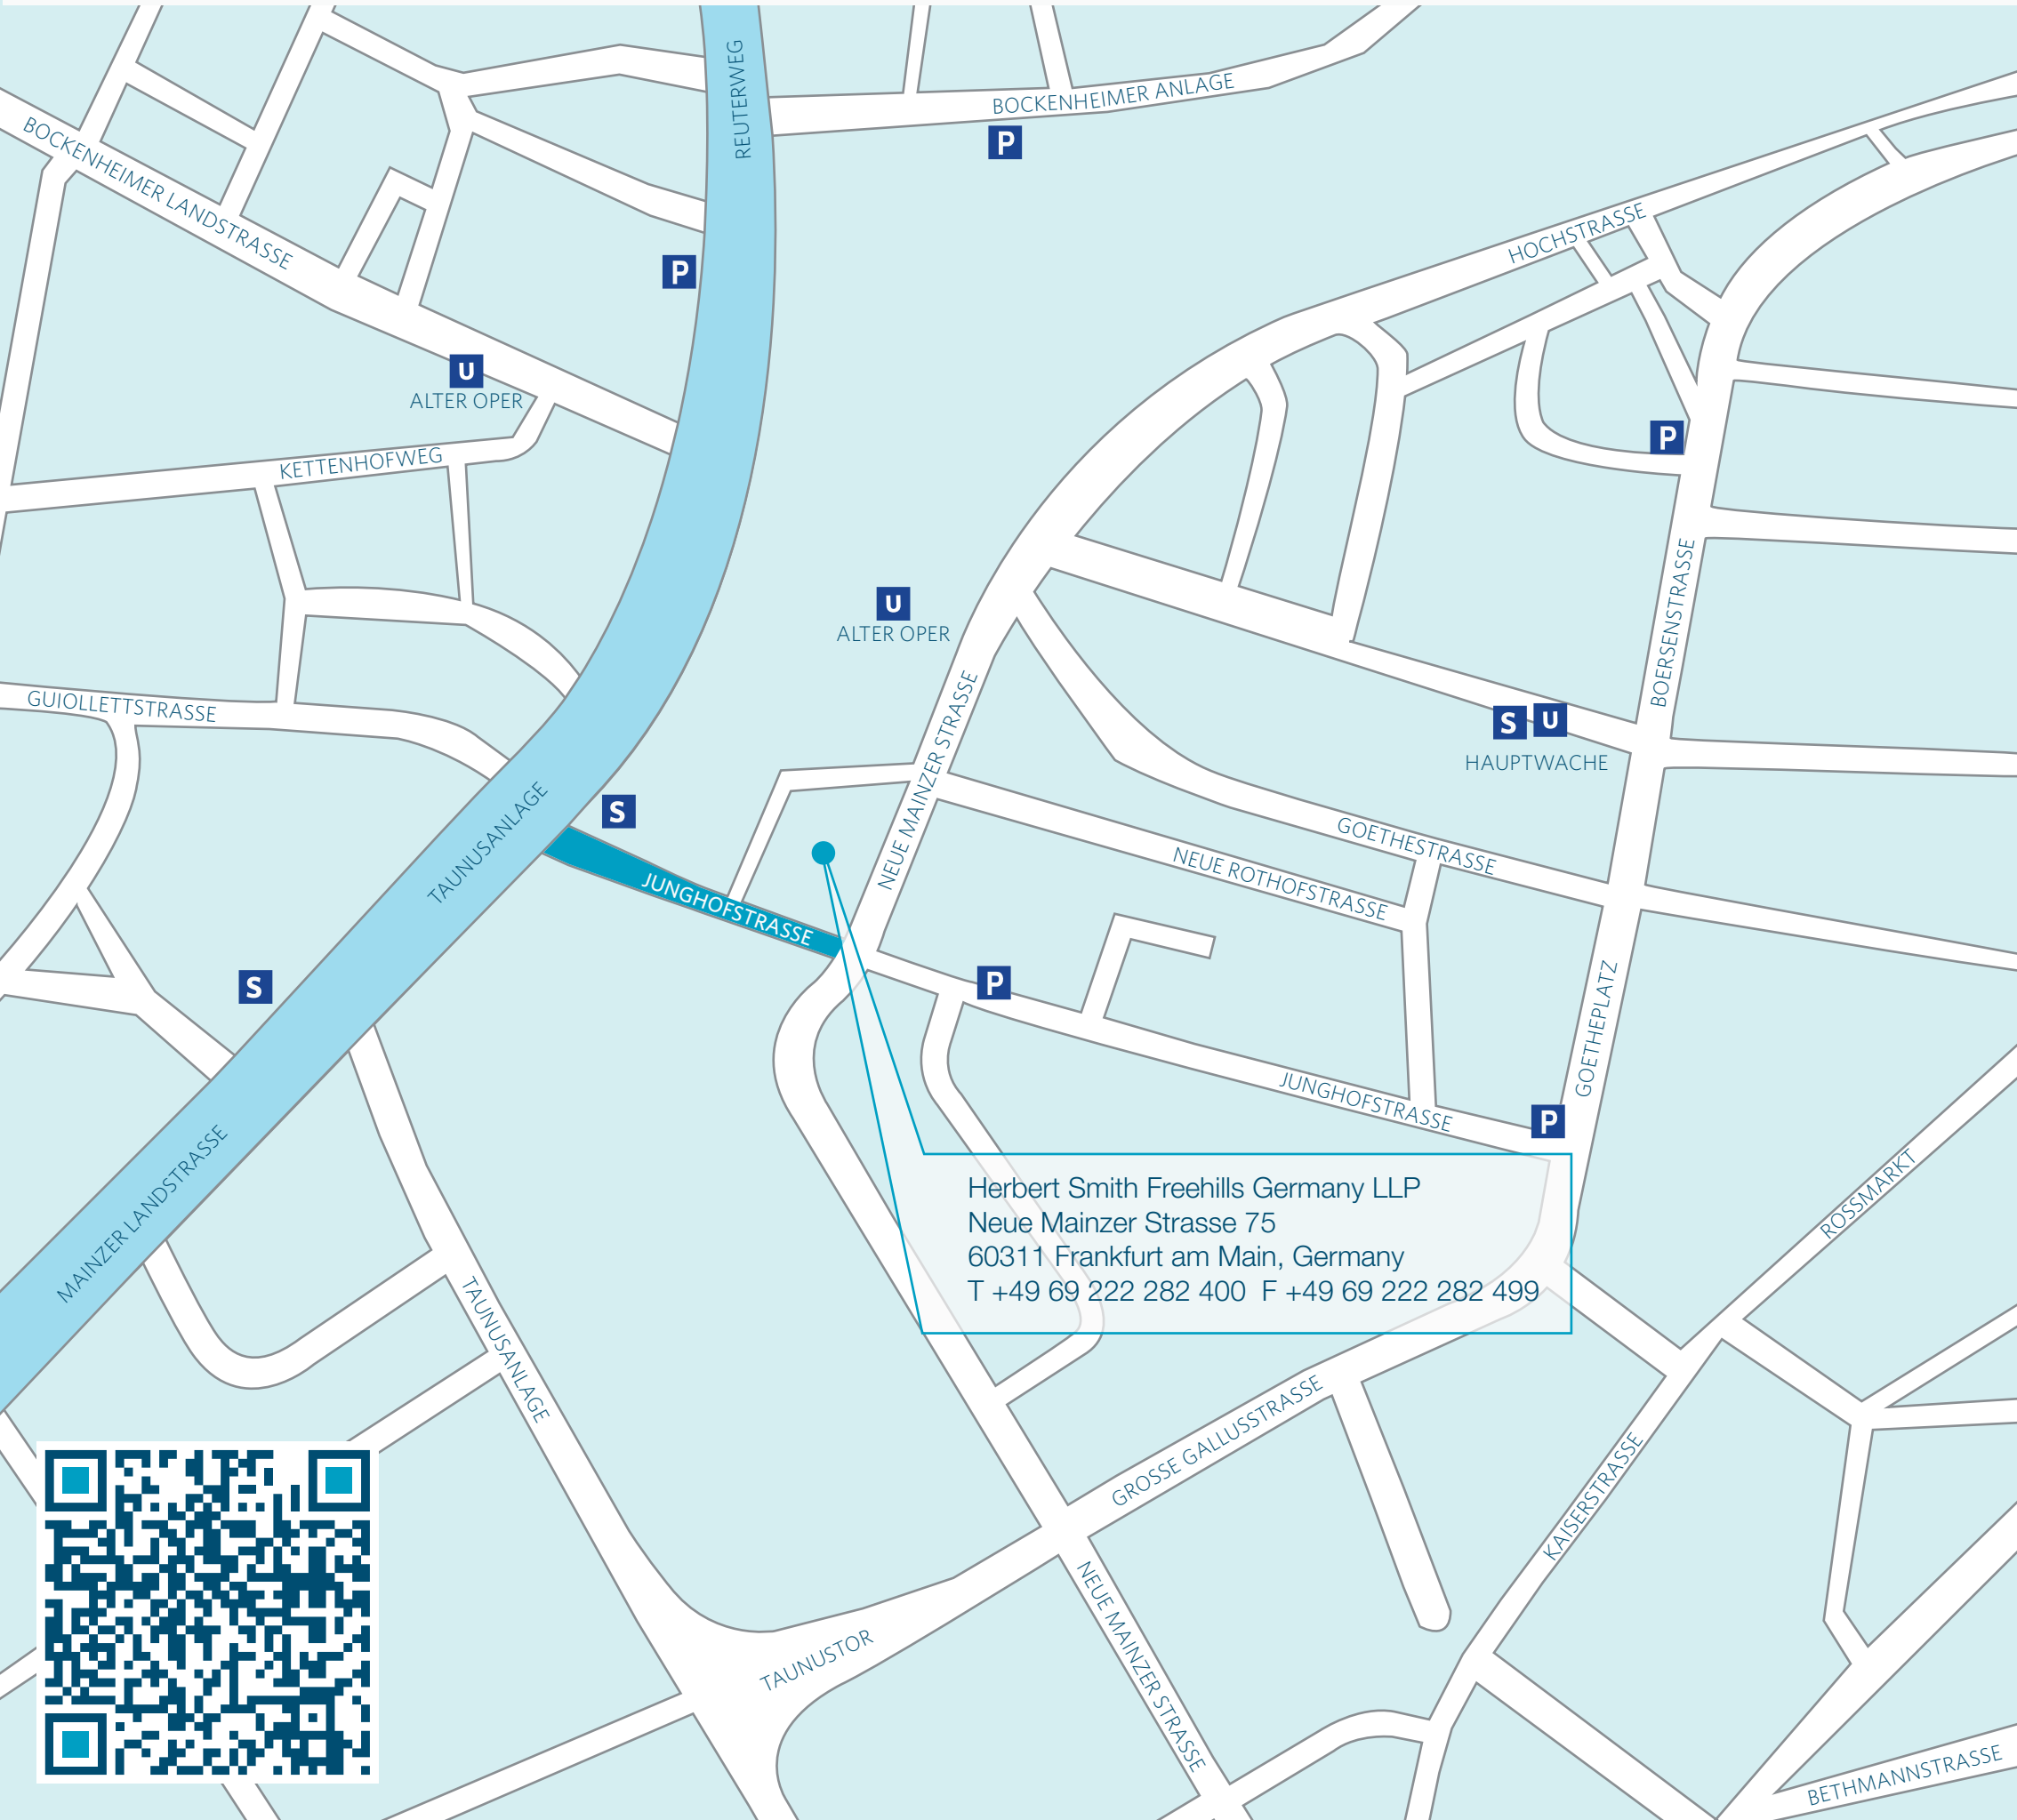 REUTERWEG
BOCKENHEIMER ANLAGE
P
BOCKENHEIMER LANDSTRASSE
HOCHSTRASSE
P
U
ALTER OPER
P
KETTENHOFWEG
BOERSENSTRASSE
U
ALTER OPER
GUIOLLETTSTRASSE
NEUE MAINZER STRASSE
S U
HAUPTWACHE
TAUNUSANLAGE
S
GOETHESTRASSE
NEUE ROTHOFSTRASSE
JUNGHOFSTRASSE
S
P
GOETHEPLATZ
JUNGHOFSTRASSE
P
MAINZER LANDSTRASSE
ROSSMARKT
Herbert Smith Freehills Germany LLP
Neue Mainzer Strasse 75
60311 Frankfurt am Main, Germany
T +49 69 222 282 400 F +49 69 222 282 499
TAUNUSANLAGE
GROSSE GALLUSSTRASSE
KAISERSTRASSE
NEUE MAINZER STRASSE
TAUNUSTOR
BETHMANNSTRASSE